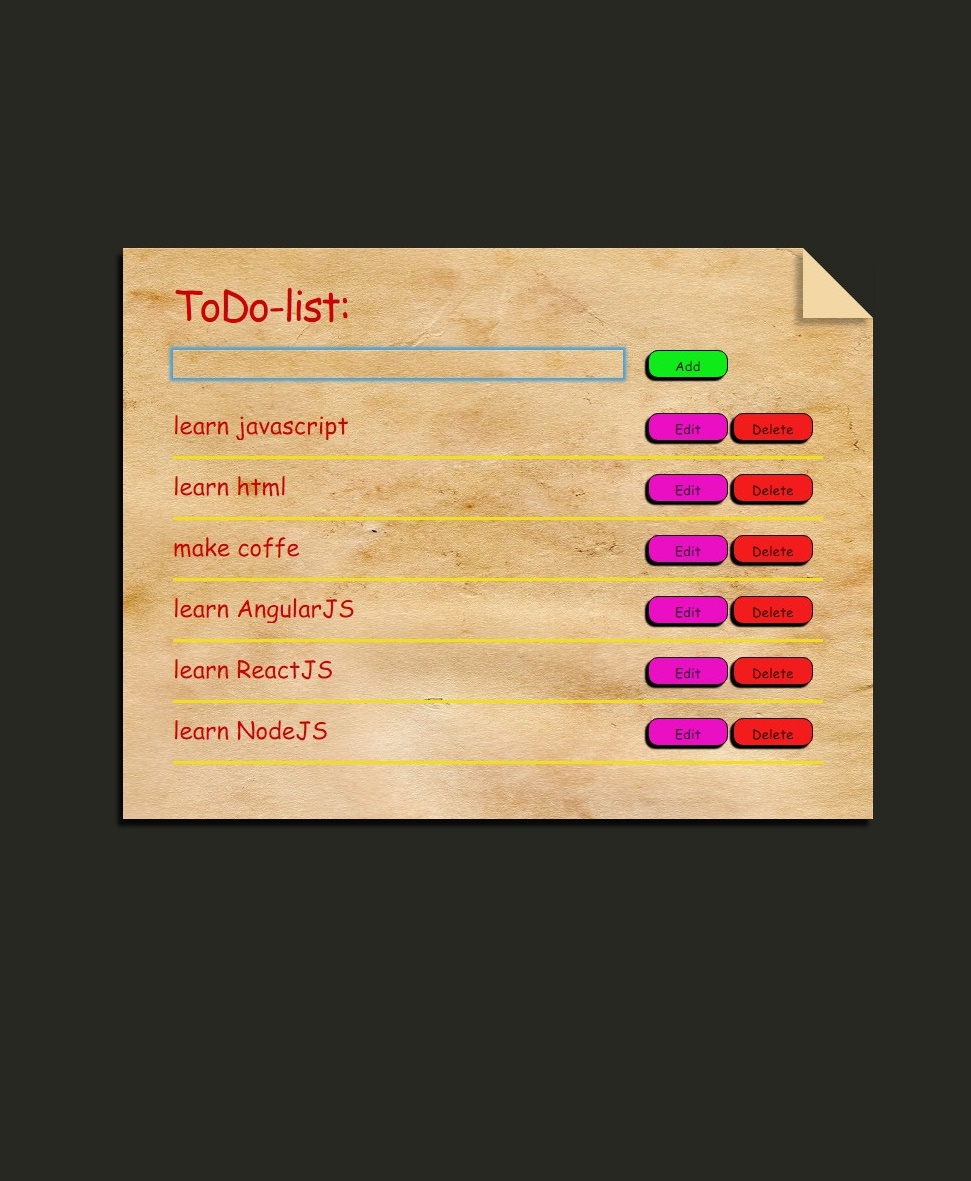 ToDo-list:
Add
learn javascript Edit Delete
learn html Edit Delete
make coffe Edit Delete
learn AngularJS Edit Delete
learn ReactJS Edit Delete
learn NodeJS Edit Delete